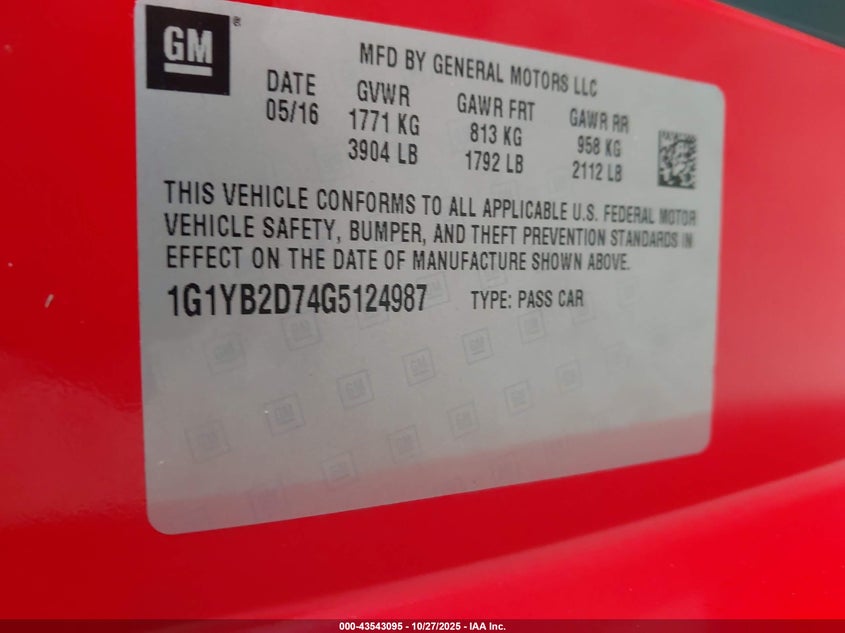 GM®
MFD BY GENERAL MOTORS LLC
DATE GVWR GAWR FRT GAWR RR
05/16 1771 KG 813 KG 958 KG
3904 LB 1792 LB 2112 LB
THIS VEHICLE CONFORMS TO ALL APPLICABLE U.S. FEDERAL MOTOR
VEHICLE SAFETY, BUMPER, AND THEFT PREVENTION STANDARDS IN
EFFECT ON THE DATE OF MANUFACTURE SHOWN ABOVE.
1G1YB2D74G5124987 TYPE: PASS CAR
000-43543095 - 10/27/2025 - IAA Inc.